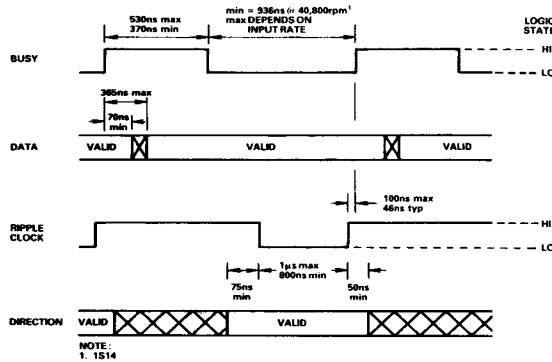 530ns max
370ns min
min = 936ns @ 40,800rpm¹
max DEPENDS ON
INPUT RATE
LOGIC
STATE
BUSY
HI
LO
365ns max
70ns
min
DATA
VALID
VALID
VALID
100ns max
46ns typ
RIPPLE
CLOCK
HI
LO
75ns
min
1µs max
800ns min
50ns
min
DIRECTION
VALID
VALID
NOTE:
1. 1S14